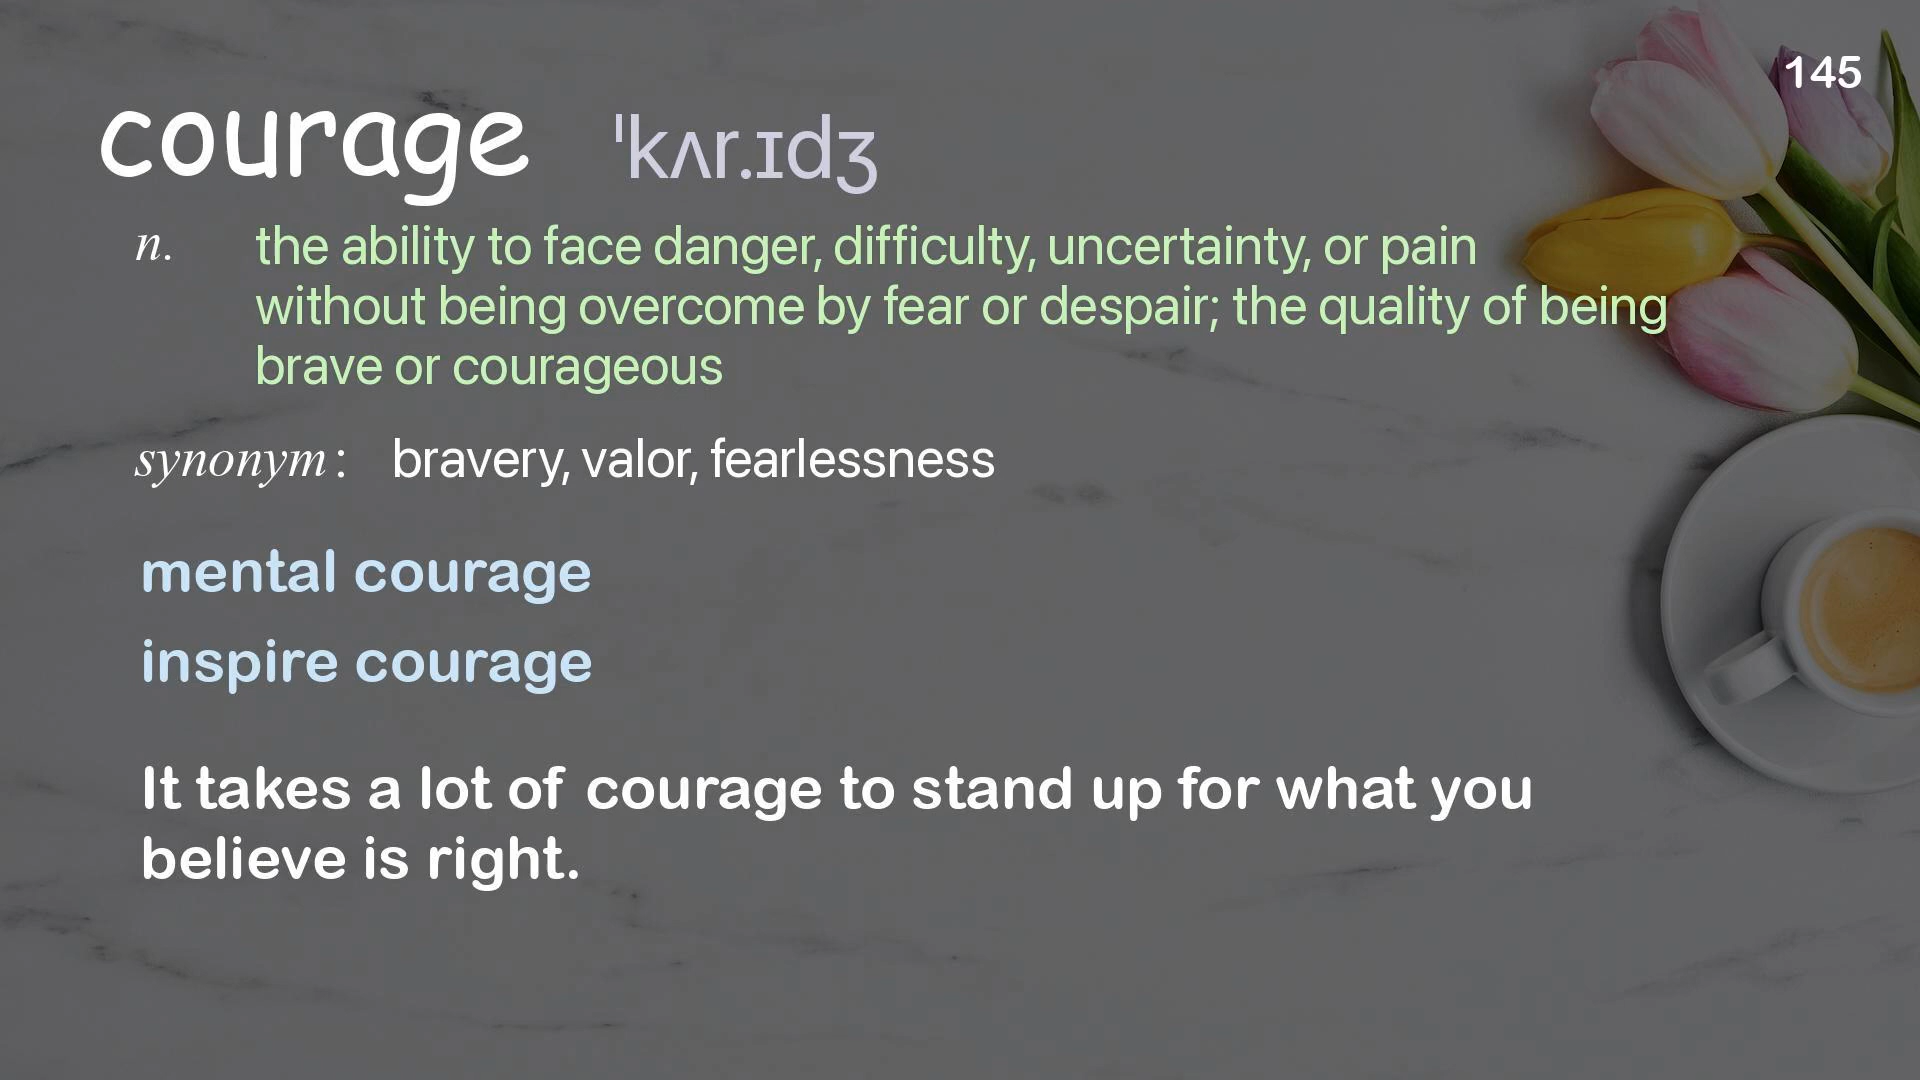 145
courage ˈkʌr.ɪdʒ
n. the ability to face danger, difficulty, uncertainty, or pain
without being overcome by fear or despair; the quality of being
brave or courageous
synonym: bravery, valor, fearlessness
mental courage
inspire courage
It takes a lot of courage to stand up for what you
believe is right.